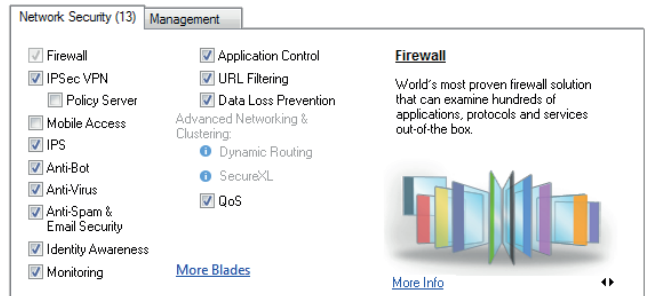 Network Security (13)
Management
Firewall
IPSec VPN
Policy Server
Mobile Access
IPS
Anti-Bot
Anti-Virus
Anti-Spam &
Email Security
Identity Awareness
Monitoring
Application Control
URL Filtering
Data Loss Prevention
Advanced Networking &
Clustering:
Dynamic Routing
SecureXL
QoS
More Blades
Firewall
World's most proven firewall solution
that can examine hundreds of
applications, protocols and services
out-of-the box.
More Info